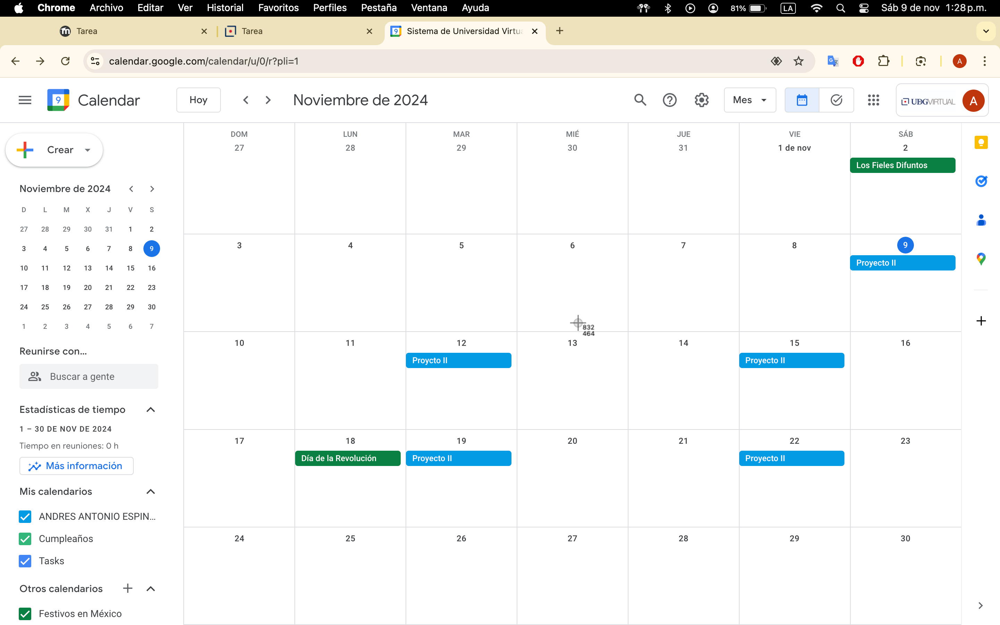 Chrome Archivo Editar Ver Historial Favoritos Perfiles Pestaña Ventana Ayuda 81% LA Sáb 9 de nov 1:28 p.m.
Tarea Tarea 9 Sistema de Universidad Virtua
calendar.google.com/calendar/u/0/r?pli=1 A
9 Calendar Hoy Noviembre de 2024 Mes UDGVIRTUAL A
Crear
Noviembre de 2024
D L M X J V S
27 28 29 30 31 1 2
3 4 5 6 7 8 9
10 11 12 13 14 15 16
17 18 19 20 21 22 23
24 25 26 27 28 29 30
1 2 3 4 5 6 7
Reunirse con...
Buscar a gente
Estadísticas de tiempo
1 – 30 DE NOV DE 2024
Tiempo en reuniones: 0 h
Más información
Mis calendarios
ANDRES ANTONIO ESPIN...
Cumpleaños
Tasks
Otros calendarios
Festivos en México
DOM LUN MAR MIÉ JUE VIE SÁB
27 28 29 30 31 1 de nov 2
Los Fieles Difuntos
3 4 5 6 7 8 9
Proyecto II
832
464
10 11 12 13 14 15 16
Proycto II Proyecto II
17 18 19 20 21 22 23
Día de la Revolución Proyecto II Proyecto II
24 25 26 27 28 29 30